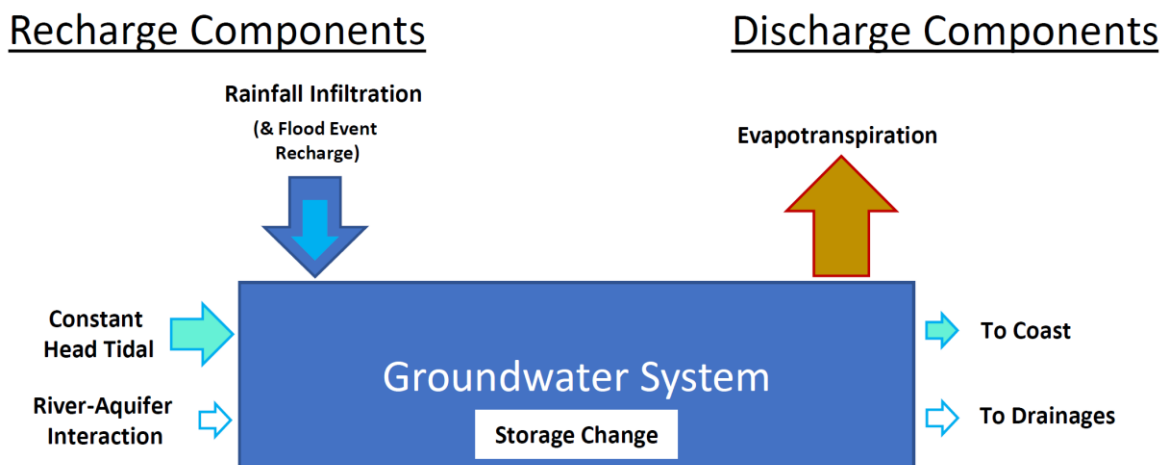 Recharge Components
Discharge Components
Rainfall Infiltration
(& Flood Event
Recharge)
Evapotranspiration
Constant
Head Tidal
To Coast
Groundwater System
River-Aquifer
Interaction
Storage Change
To Drainages